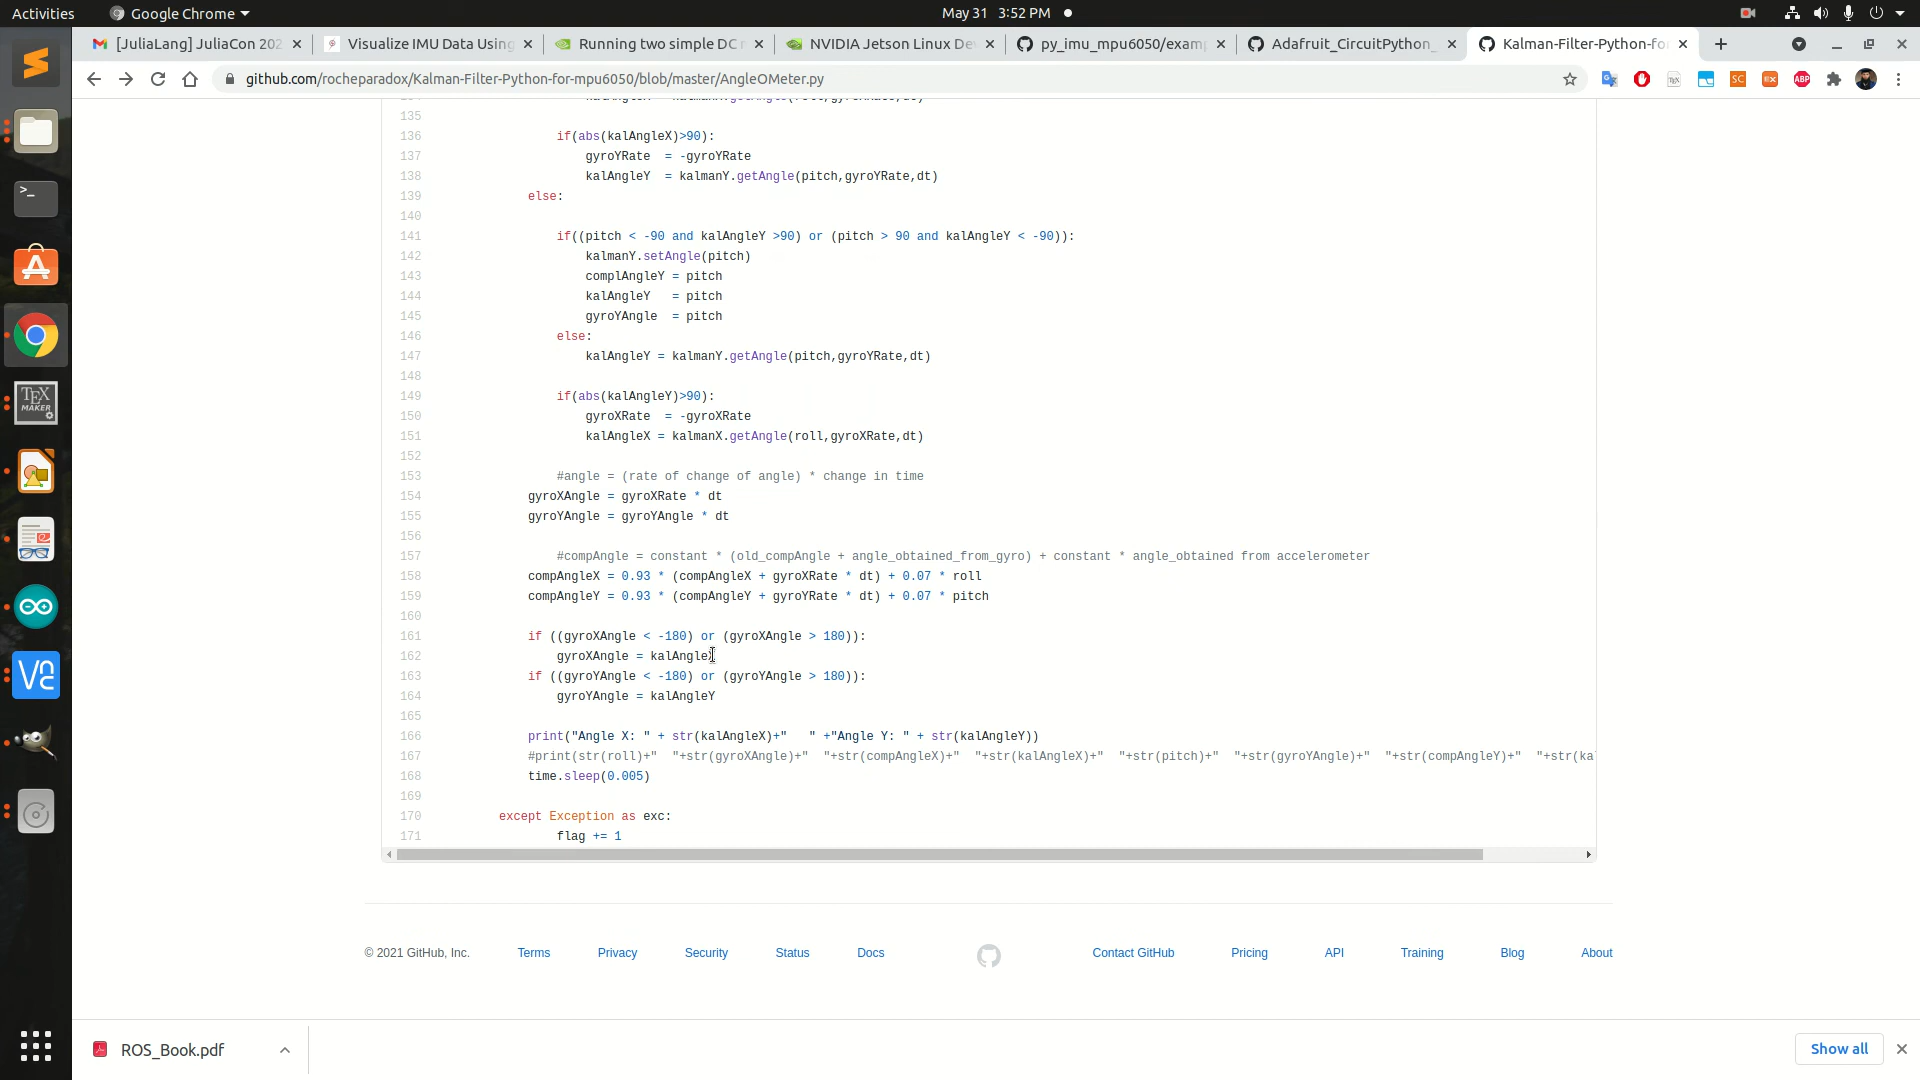 Activities
Google Chrome
May 31 3:52 PM
[JuliaLang] JuliaCon 202
Visualize IMU Data Using
Running two simple DC m
NVIDIA Jetson Linux De
py_imu_mpu6050/examp
Adafruit_CircuitPython_
Kalman-Filter-Python-fo
github.com/rocheparadox/Kalman-Filter-Python-for-mpu6050/blob/master/AngleOMeter.py
135
136 if(abs(kalAngleX)>90):
137 gyroYRate  = -gyroYRate
138 kalAngleY  = kalmanY.getAngle(pitch,gyroYRate,dt)
139 else:
140
141 if((pitch < -90 and kalAngleY >90) or (pitch > 90 and kalAngleY < -90)):
142 kalmanY.setAngle(pitch)
143 complAngleY = pitch
144 kalAngleY   = pitch
145 gyroYAngle  = pitch
146 else:
147 kalAngleY = kalmanY.getAngle(pitch,gyroYRate,dt)
148
149 if(abs(kalAngleY)>90):
150 gyroXRate  = -gyroXRate
151 kalAngleX = kalmanX.getAngle(roll,gyroXRate,dt)
152
153 #angle = (rate of change of angle) * change in time
154 gyroXAngle = gyroXRate * dt
155 gyroYAngle = gyroYAngle * dt
156
157 #compAngle = constant * (old_compAngle + angle_obtained_from_gyro) + constant * angle_obtained from accelerometer
158 compAngleX = 0.93 * (compAngleX + gyroXRate * dt) + 0.07 * roll
159 compAngleY = 0.93 * (compAngleY + gyroYRate * dt) + 0.07 * pitch
160
161 if ((gyroXAngle < -180) or (gyroXAngle > 180)):
162 gyroXAngle = kalAngleX
163 if ((gyroYAngle < -180) or (gyroYAngle > 180)):
164 gyroYAngle = kalAngleY
165
166 print("Angle X: " + str(kalAngleX)+"   " +"Angle Y: " + str(kalAngleY))
167 #print(str(roll)+"  "+str(gyroXAngle)+"  "+str(compAngleX)+"  "+str(kalAngleX)+"  "+str(pitch)+"  "+str(gyroYAngle)+"  "+str(compAngleY)+"  "+str(ka
168 time.sleep(0.005)
169
170 except Exception as exc:
171 flag += 1
© 2021 GitHub, Inc. Terms Privacy Security Status Docs Contact GitHub Pricing API Training Blog About
ROS_Book.pdf
Show all